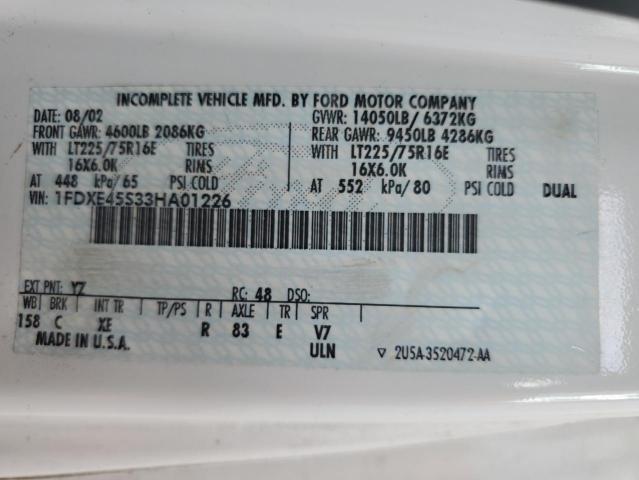 INCOMPLETE VEHICLE MFD. BY FORD MOTOR COMPANY
DATE: 08/02 GVWR: 14050LB/ 6372KG
FRONT GAWR: 4600LB 2086KG REAR GAWR: 9450LB 4286KG
WITH LT225/75R16E TIRES WITH LT225/75R16E TIRES
16X6.0K RIMS 16X6.0K RIMS
AT 448 kPa/65 PSI COLD AT 552 kPa/80 PSI COLD DUAL
VIN: 1FDXE45S33HA01226
EXT PNT: Y7 RC: 48 DSO:
WB BRK INT TR TP/PS R AXLE TR SPR
158 C XE R 83 E V7
MADE IN U.S.A. ULN ▽ 2U5A-3520472-AA